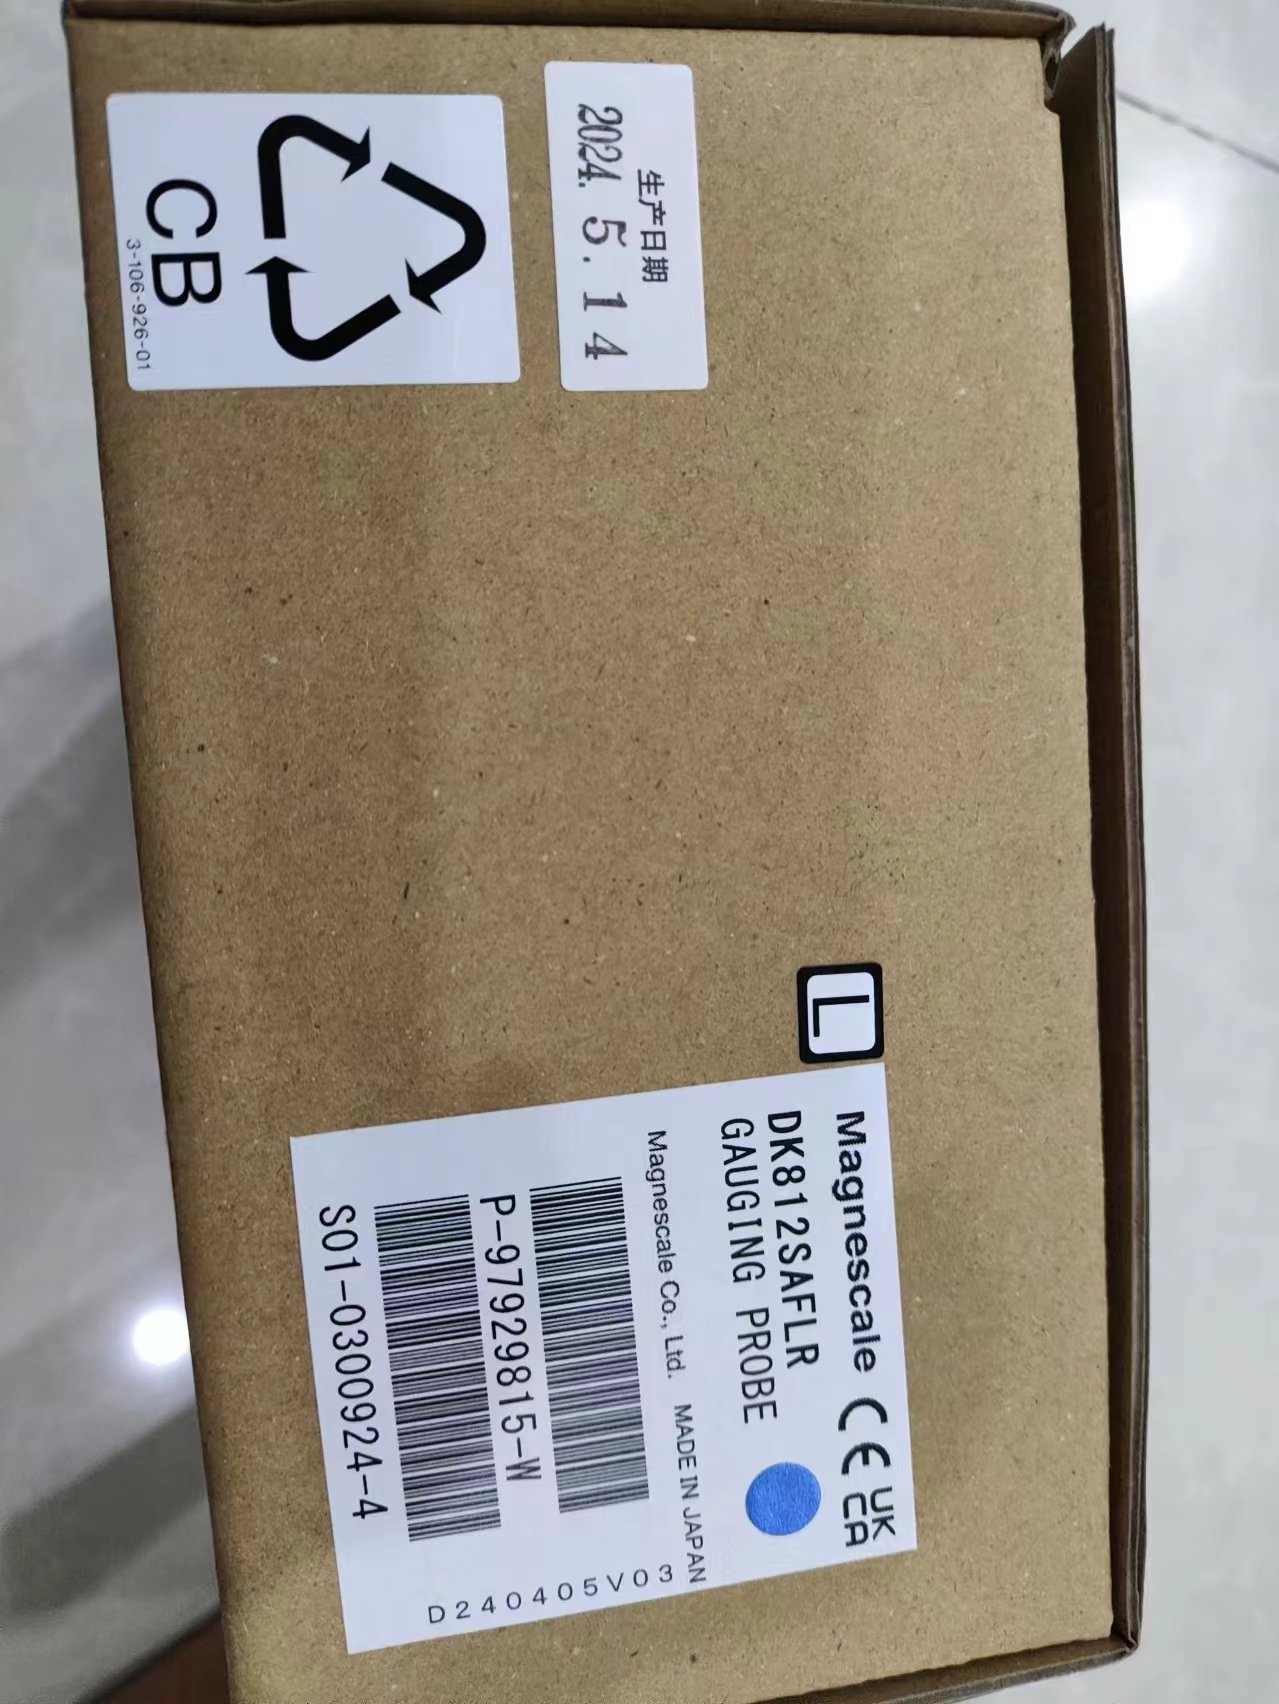 CB
3-106-926-01
生产日期
2024. 5. 14
L
Magnescale CE UK
CA
DK812SAFLR
GAUGING PROBE
Magnescale Co., Ltd. MADE IN JAPAN
P-97929815-W
S01-0300924-4
D240405V03